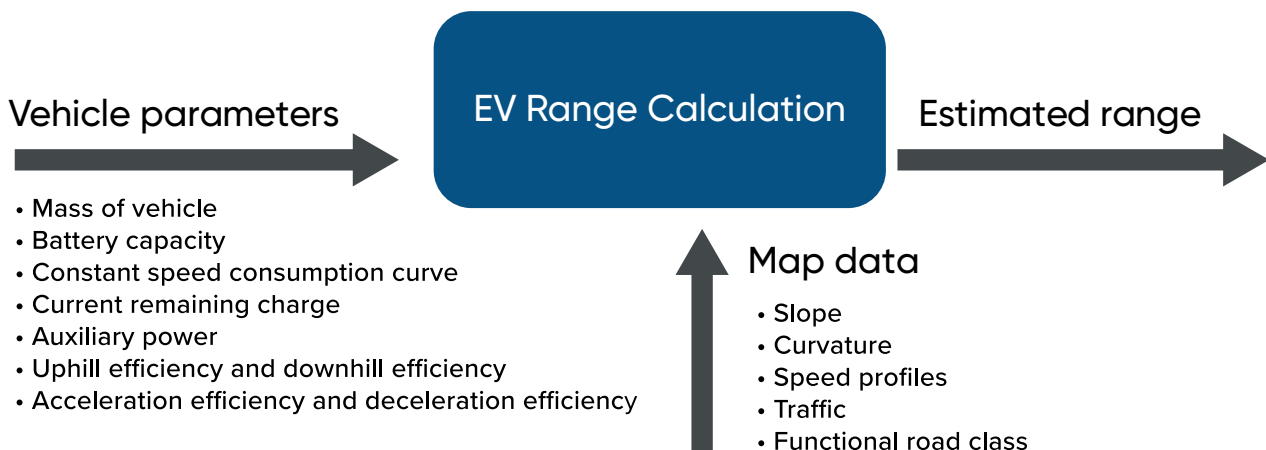 EV Range Calculation
Vehicle parameters
• Mass of vehicle
• Battery capacity
• Constant speed consumption curve
• Current remaining charge
• Auxiliary power
• Uphill efficiency and downhill efficiency
• Acceleration efficiency and deceleration efficiency
Estimated range
Map data
• Slope
• Curvature
• Speed profiles
• Traffic
• Functional road class